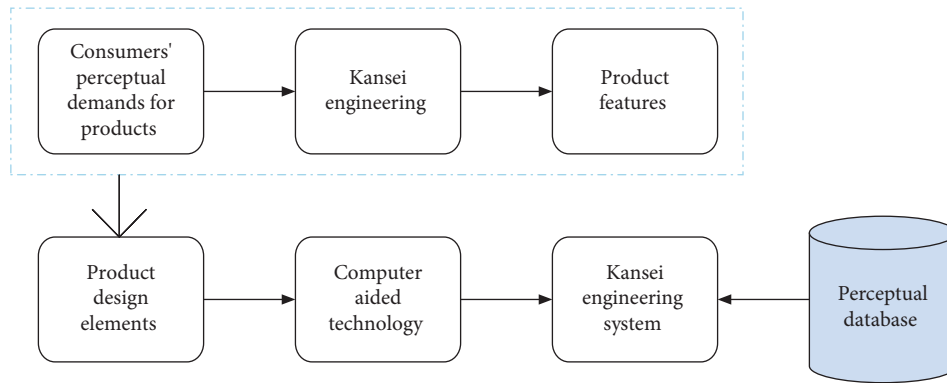 Consumers'
perceptual
demands for
products
Kansei
engineering
Product
features
Product
design
elements
Computer
aided
technology
Kansei
engineering
system
Perceptual
database